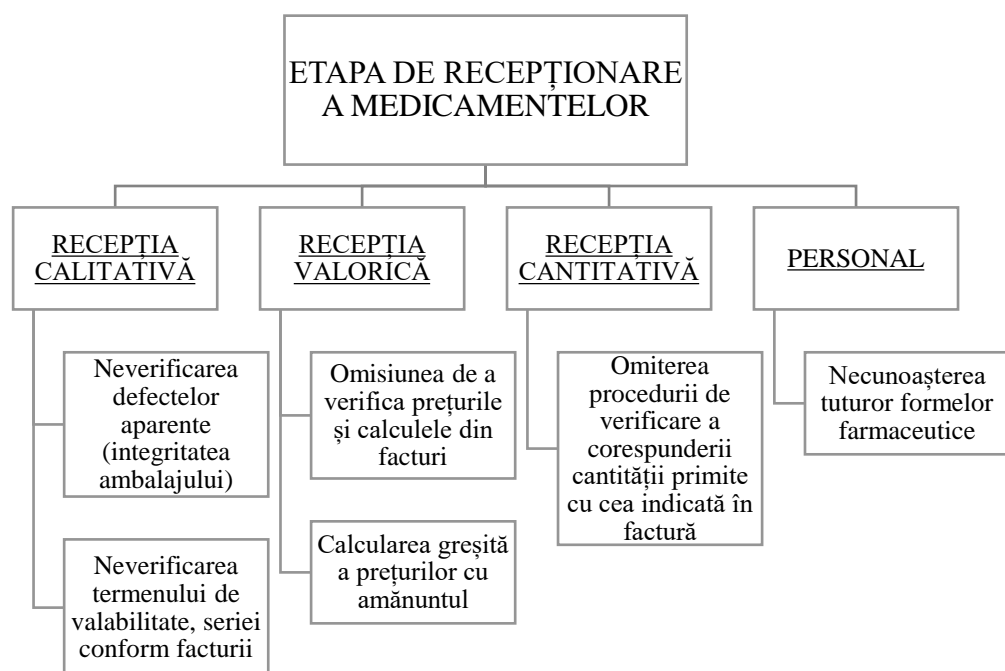 ETAPA DE RECEPȚIONARE
A MEDICAMENTELOR
RECEPȚIA
CALITATIVĂ
Neverificarea
defectelor
aparente
(integritatea
ambalajului)
Neverificarea
termenului de
valabilitate, seriei
conform facturii
RECEPȚIA
VALORICĂ
Omisiunea de a
verifica prețurile
și calculele din
facturi
Calcularea greșită
a prețurilor cu
amănuntul
RECEPȚIA
CANTITATIVĂ
Omiterea
procedurii de
verificare a
corespunderii
cantității primite
cu cea indicată în
factură
PERSONAL
Necunoașterea
tuturor formelor
farmaceutice